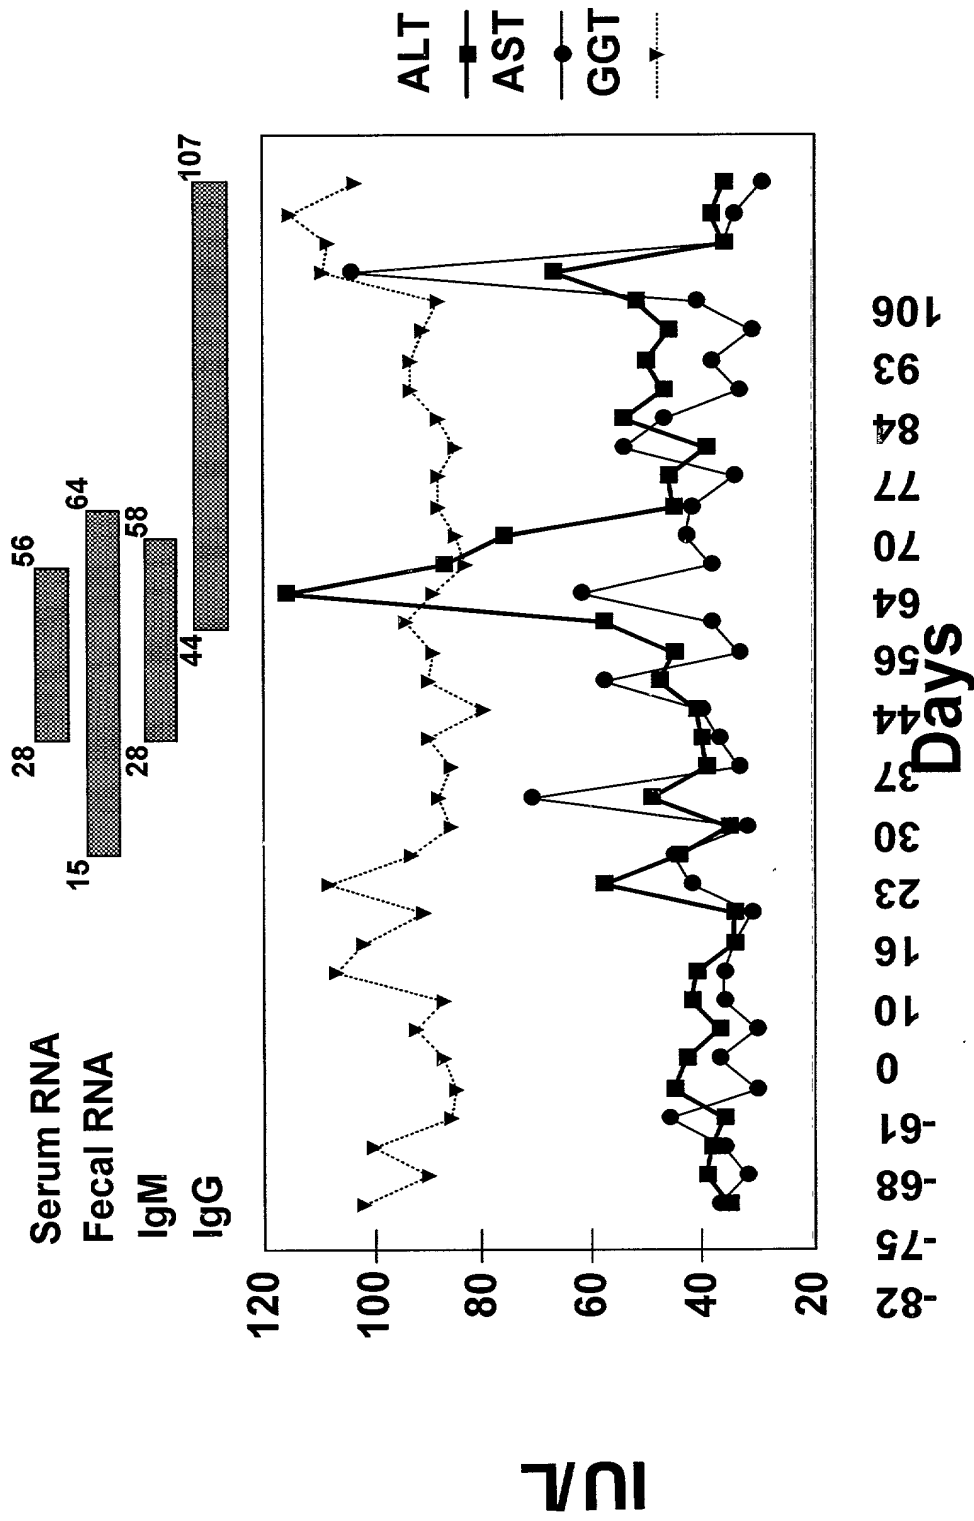 Serum RNA
28 56
Fecal RNA
15 64
IgM
28 58
IgG
44 107
120
100
80
60
40
20
IU/L
-82 -75 -68 -61 0 10 16 23 30 37 44 56 64 70 77 84 93 106
Days
ALT
AST
GGT